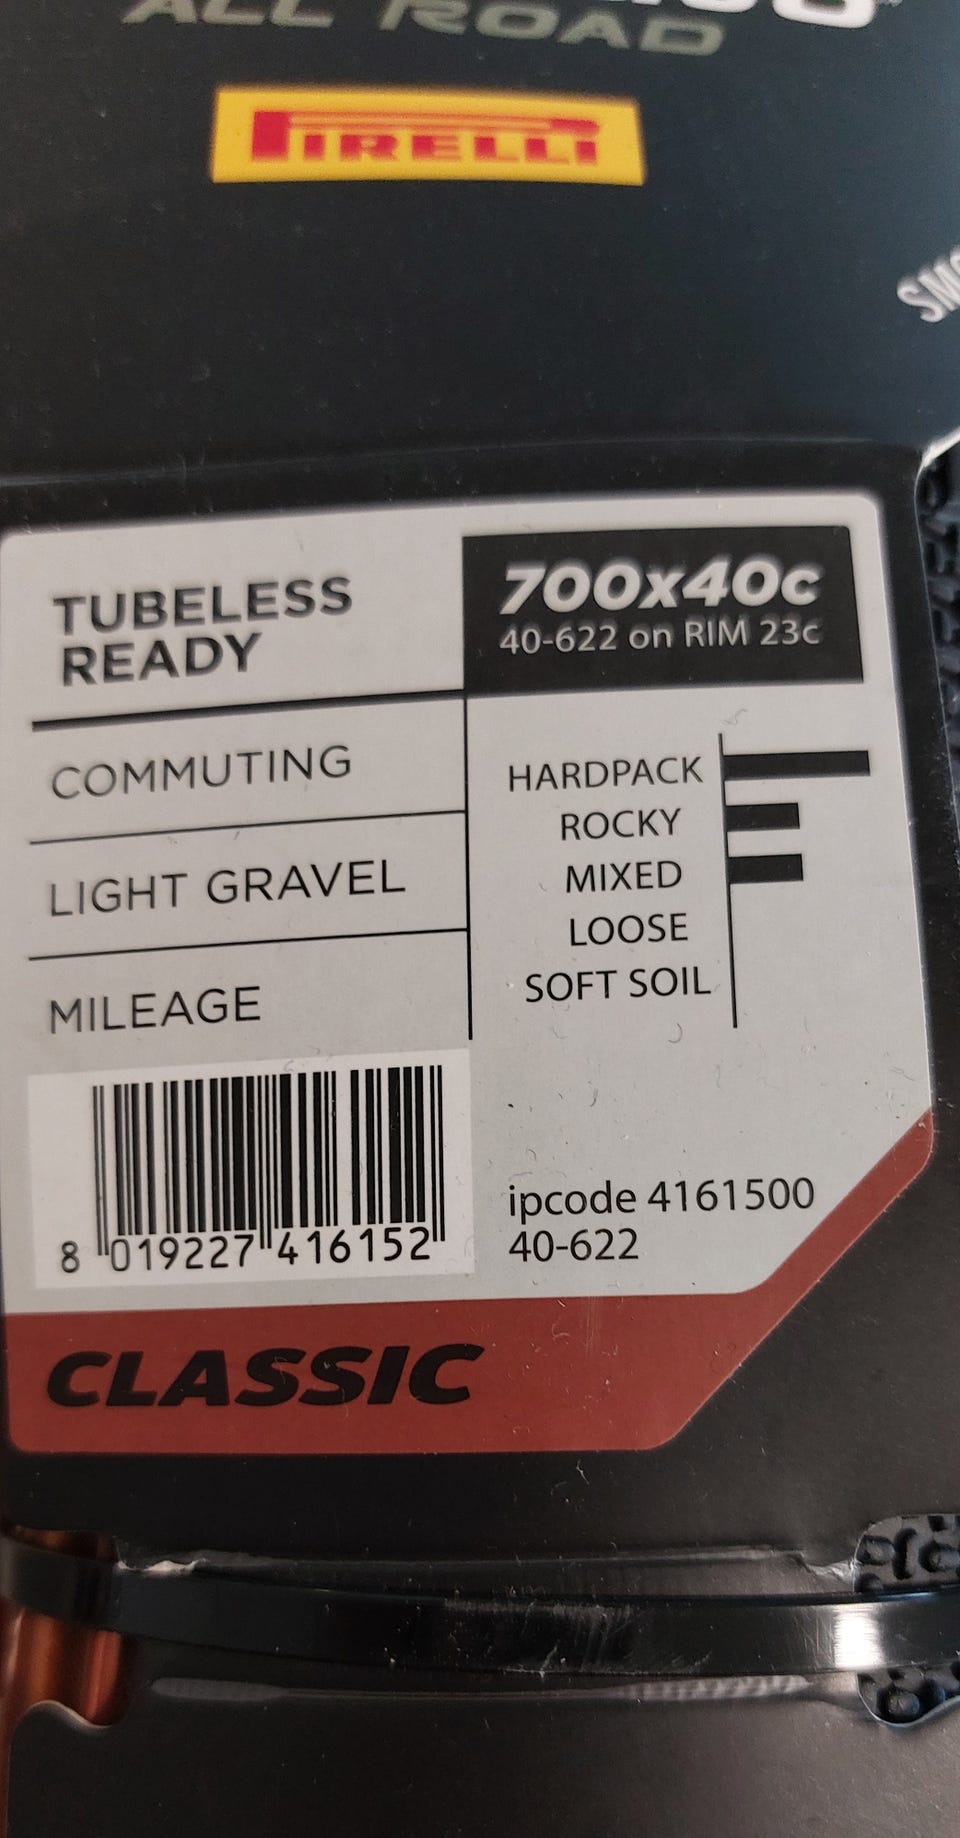 ALL ROAD
PIRELLI
TUBELESS
READY
700x40c
40-622 on RIM 23c
COMMUTING
LIGHT GRAVEL
MILEAGE
HARDPACK
ROCKY
MIXED
LOOSE
SOFT SOIL
8 019227 416152
ipcode 4161500
40-622
CLASSIC